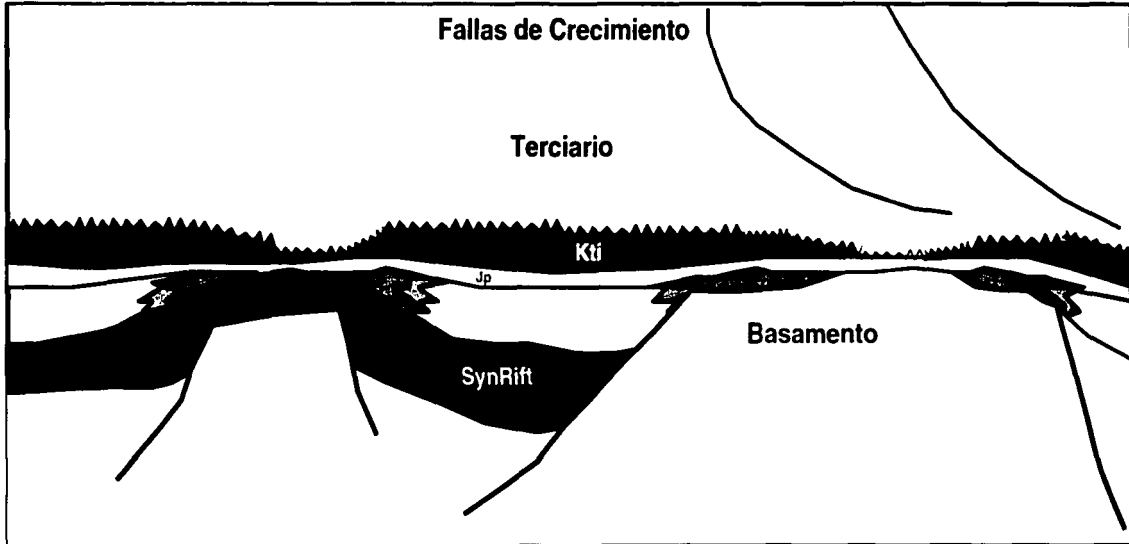 Fallas de Crecimiento
Terciario
Kti
Jp
Basamento
SynRift